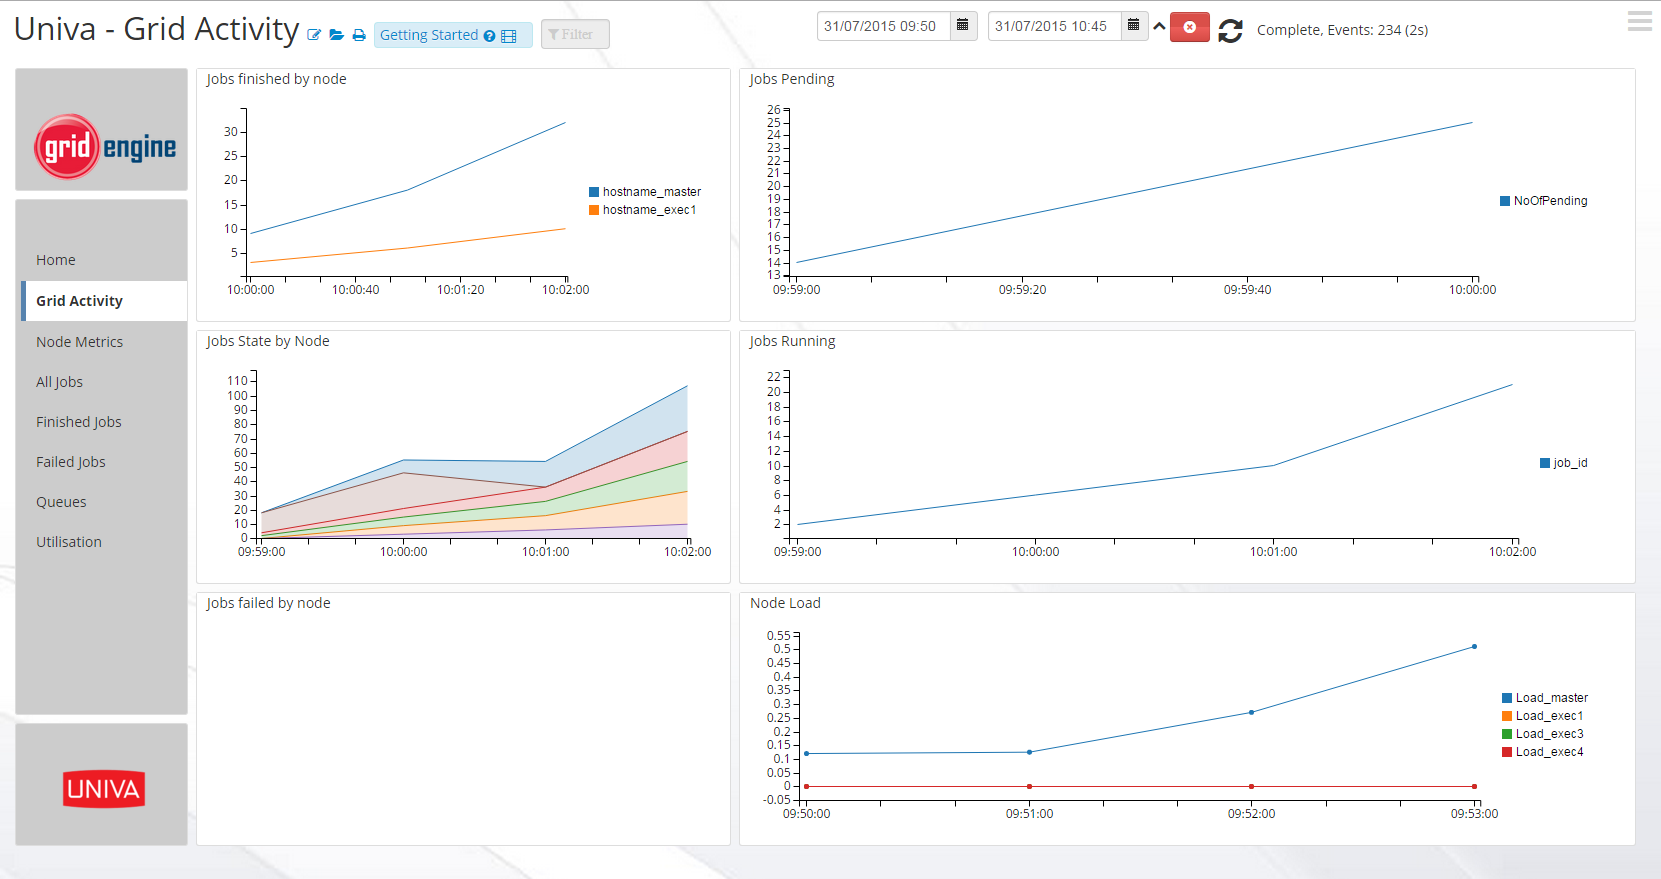 Univa - Grid Activity
Getting Started
Filter
31/07/2015 09:50
31/07/2015 10:45
Complete, Events: 234 (2s)
grid engine
Home
Grid Activity
Node Metrics
All Jobs
Finished Jobs
Failed Jobs
Queues
Utilisation
UNIVA
Jobs finished by node
30
25
20
15
10
5
10:00:00 10:00:40 10:01:20 10:02:00
hostname_master
hostname_exec1
Jobs Pending
26
25
24
23
22
21
20
19
18
17
16
15
14
13
09:59:00 09:59:20 09:59:40 10:00:00
NoOfPending
Jobs State by Node
110
100
90
80
70
60
50
40
30
20
10
0
09:59:00 10:00:00 10:01:00 10:02:00
Jobs Running
22
20
18
16
14
12
10
8
6
4
2
09:59:00 10:00:00 10:01:00 10:02:00
job_id
Jobs failed by node
Node Load
0.55
0.5
0.45
0.4
0.35
0.3
0.25
0.2
0.15
0.1
0.05
0
-0.05
09:50:00 09:51:00 09:52:00 09:53:00
Load_master
Load_exec1
Load_exec3
Load_exec4